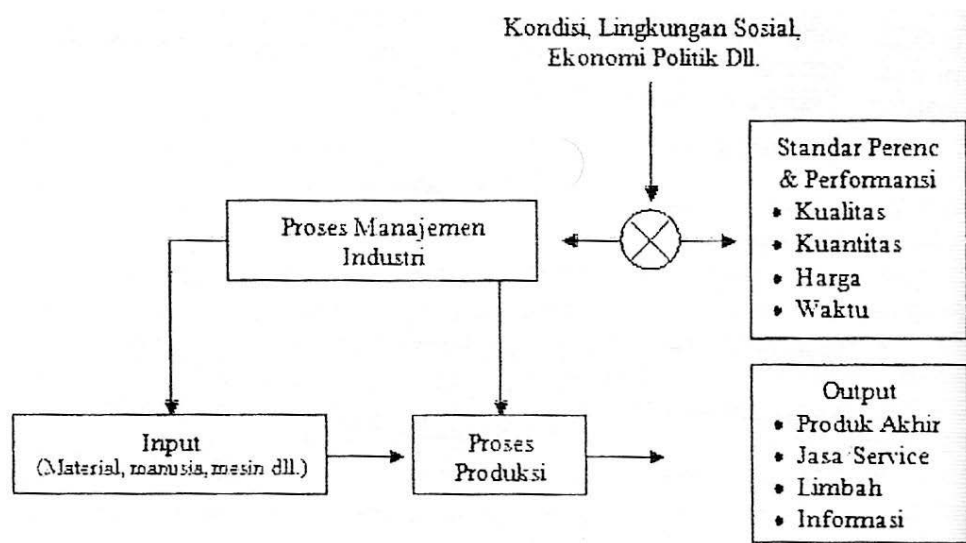 Kondisi, Lingkungan Sosial,
Ekonomi Politik Dll.
Standar Perenc
& Performansi
• Kualitas
• Kuantitas
• Harga
• Waktu
Proses Manajemen
Industri
Input
(Material, manusia, mesin dll.)
Proses
Produksi
Output
• Produk Akhir
• Jasa Service
• Limbah
• Informasi